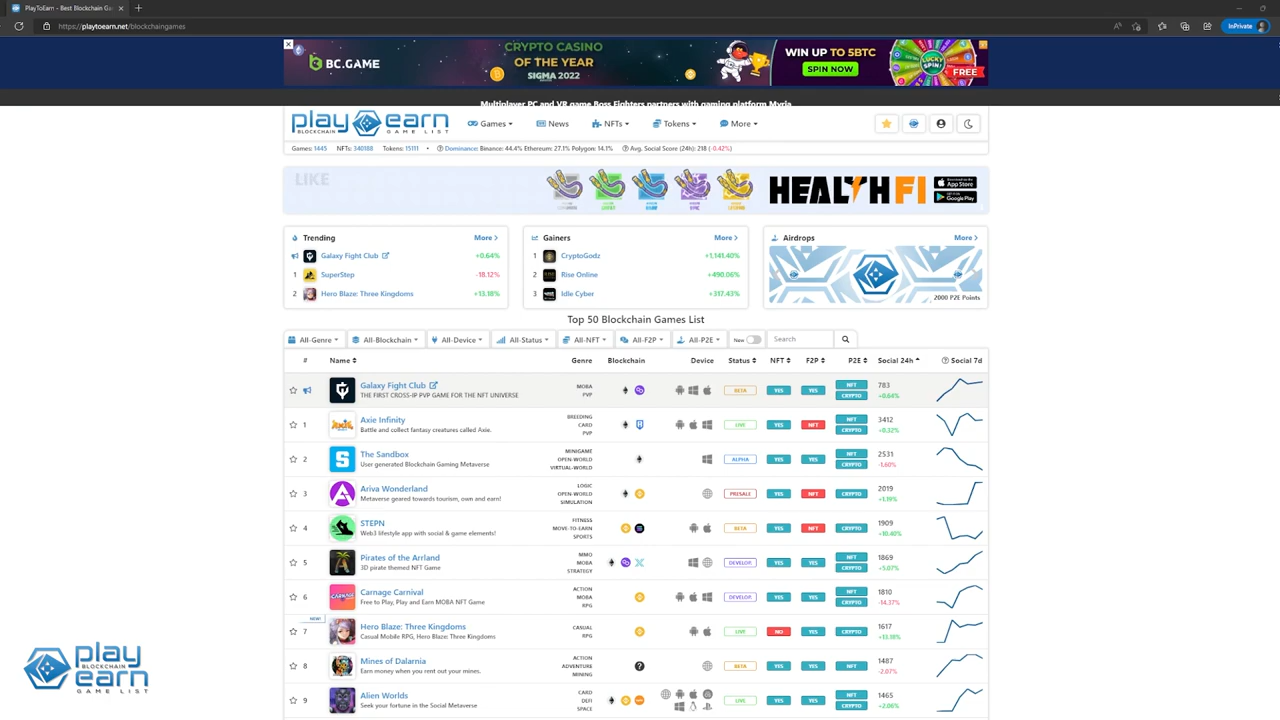 PlayToEarn - Best Blockchain Ga
https://playtoearn.net/blockchaingames
InPrivate
BC.GAME
CRYPTO CASINO
OF THE YEAR
SIGMA 2022
WIN UP TO 5BTC
SPIN NOW
LUCKY SPIN!
FREE
Multiplayer PC and VR game Boss Fighters partners with gaming platform Myria
play earn
BLOCKCHAIN GAME LIST
Games
News
NFTs
Tokens
More
Games: 1445 NFTs: 340188 Tokens: 15111 • Dominance: Binance: 44.4% Ethereum: 27.1% Polygon: 14.1% Avg. Social Score (24h): 218 (-0.42%)
LIKE
HEALTH FI
App Store
Google Play
Trending More
Galaxy Fight Club +0.64%
1 SuperStep -18.12%
2 Hero Blaze: Three Kingdoms +13.18%
Gainers More
1 CryptoGodz +1,141.40%
2 Rise Online +490.06%
3 Idle Cyber +317.43%
Airdrops More
2000 P2E Points
Top 50 Blockchain Games List
All-Genre All-Blockchain All-Device All-Status All-NFT All-F2P All-P2E New Search
# Name Genre Blockchain Device Status NFT F2P P2E Social 24h Social 7d
Galaxy Fight Club MOBA PVP BETA YES YES NFT CRYPTO 783 +0.64%
THE FIRST CROSS-IP PVP GAME FOR THE NFT UNIVERSE
1 Axie Infinity BREEDING CARD PVP LIVE YES NFT NFT CRYPTO 3412 +0.32%
Battle and collect fantasy creatures called Axie.
2 The Sandbox MINIGAME OPEN-WORLD VIRTUAL-WORLD ALPHA YES YES NFT CRYPTO 2531 -1.60%
User generated Blockchain Gaming Metaverse
3 Ariva Wonderland LOGIC OPEN-WORLD SIMULATION PRESALE YES NFT CRYPTO 2019 +1.19%
Metaverse geared towards tourism, own and earn!
4 STEPN FITNESS MOVE-TO-EARN SPORTS BETA YES NFT CRYPTO 1909 +10.40%
Web3 lifestyle app with social & game elements!
5 Pirates of the Arrland MMO MOBA STRATEGY DEVELOP. YES YES NFT CRYPTO 1869 +5.07%
3D pirate themed NFT Game
6 Carnage Carnival ACTION MOBA RPG DEVELOP. YES YES NFT CRYPTO 1810 -14.37%
Free to Play, Play and Earn MOBA NFT Game
NEW!
7 Hero Blaze: Three Kingdoms CASUAL RPG LIVE NO YES CRYPTO 1617 +13.18%
Casual Mobile RPG, Hero Blaze: Three Kingdoms
8 Mines of Dalarnia ACTION ADVENTURE MINING BETA YES YES NFT 1487 -2.07%
Earn money when you rent out your mines.
9 Alien Worlds CARD DEFI SPACE LIVE YES YES NFT CRYPTO 1465 +2.06%
Seek your fortune in the Social Metaverse
play earn
BLOCKCHAIN
GAME LIST